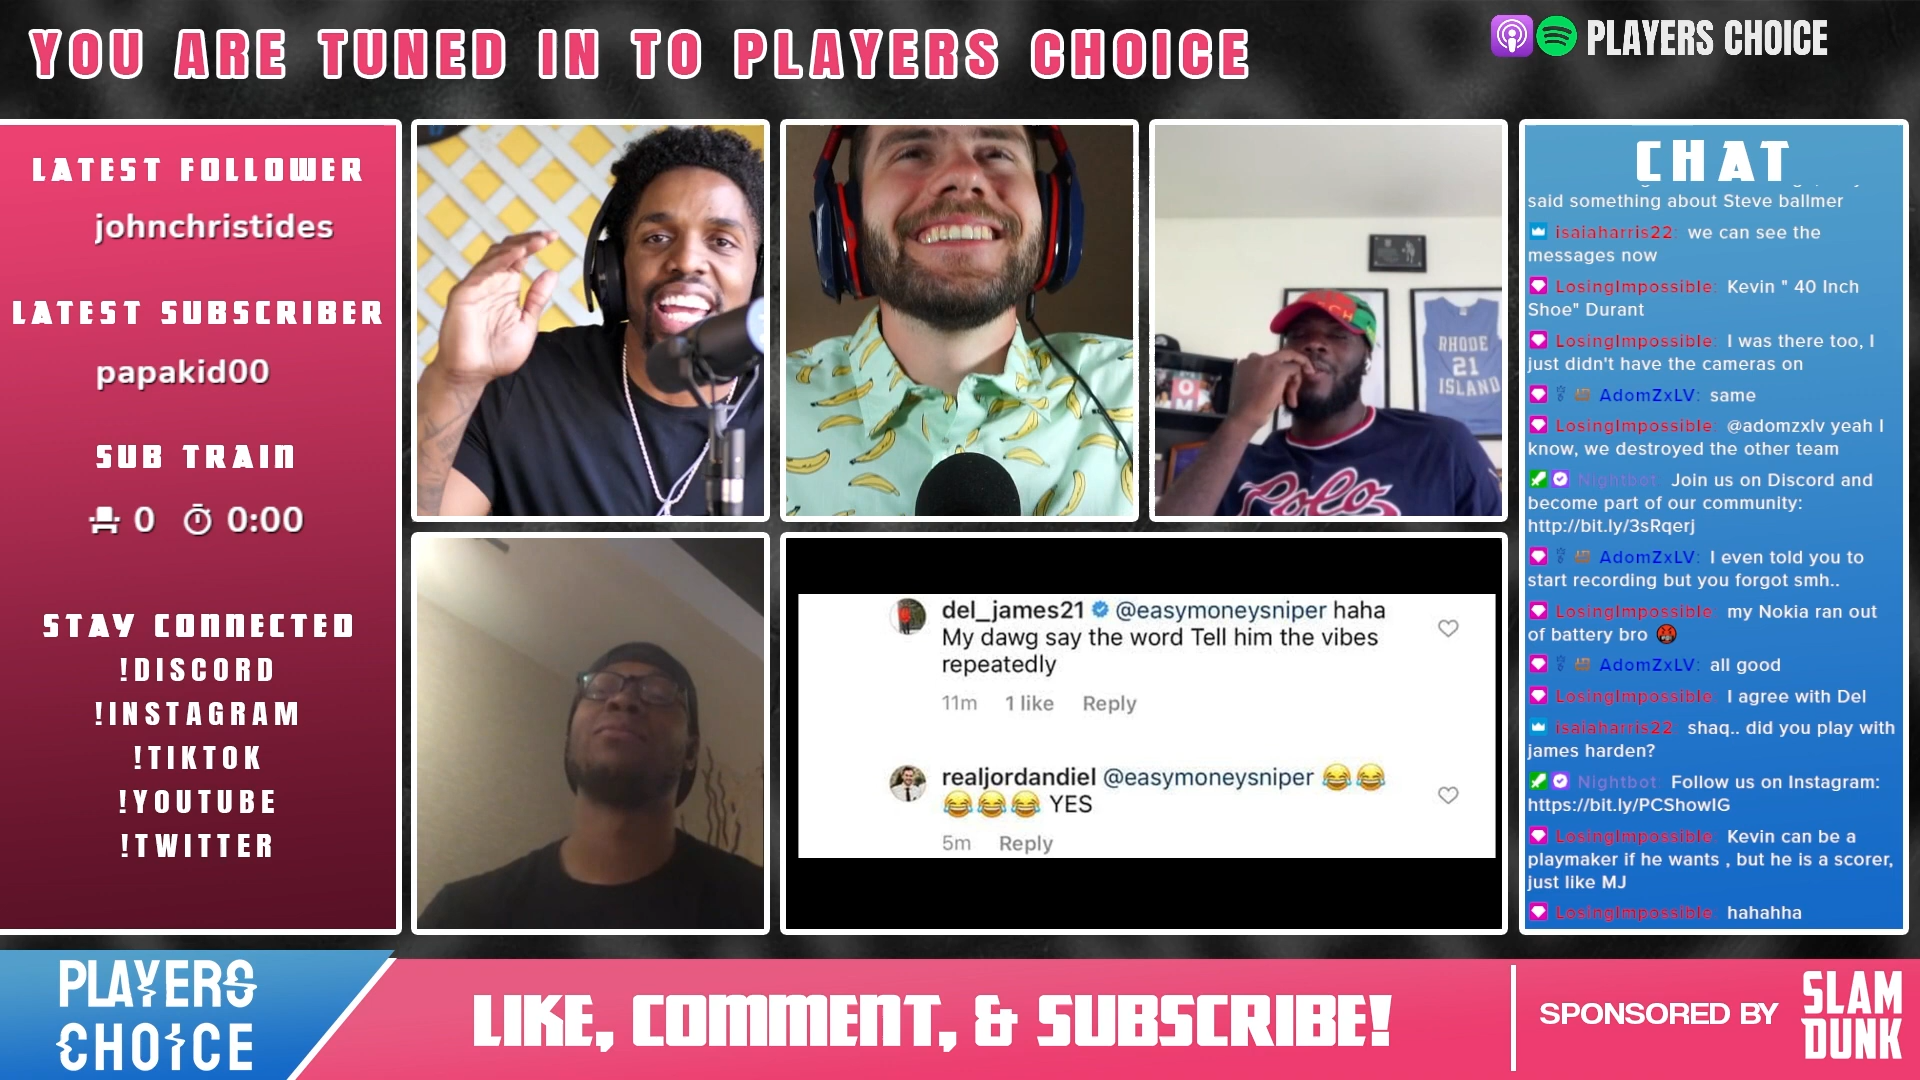 YOU ARE TUNED IN TO PLAYERS CHOICE
PLAYERS CHOICE
LATEST FOLLOWER
johnchristides
LATEST SUBSCRIBER
papakid00
SUB TRAIN
0 0:00
STAY CONNECTED
!DISCORD
!INSTAGRAM
!TIKTOK
!YOUTUBE
!TWITTER
RHODE
21
ISLAND
Polo
del_james21 @easymoneysniper haha
My dawg say the word Tell him the vibes
repeatedly
11m 1 like Reply
realjordandiel @easymoneysniper 😂😂
😂😂😂 YES
5m Reply
CHAT
said something about Steve ballmer
isaiaharris22: we can see the
messages now
LosingImpossible: Kevin " 40 Inch
Shoe" Durant
LosingImpossible: I was there too, I
just didn't have the cameras on
AdomZxLV: same
LosingImpossible: @adomzxlv yeah I
know, we destroyed the other team
Nightbot: Join us on Discord and
become part of our community:
http://bit.ly/3sRqerj
AdomZxLV: I even told you to
start recording but you forgot smh..
LosingImpossible: my Nokia ran out
of battery bro
AdomZxLV: all good
LosingImpossible: I agree with Del
isaiaharris22: shaq.. did you play with
james harden?
Nightbot: Follow us on Instagram:
https://bit.ly/PCShowIG
LosingImpossible: Kevin can be a
playmaker if he wants , but he is a scorer,
just like MJ
LosingImpossible: hahahha
PLAYERS
CHOICE
LIKE, COMMENT, & SUBSCRIBE!
SPONSORED BY
SLAM
DUNK